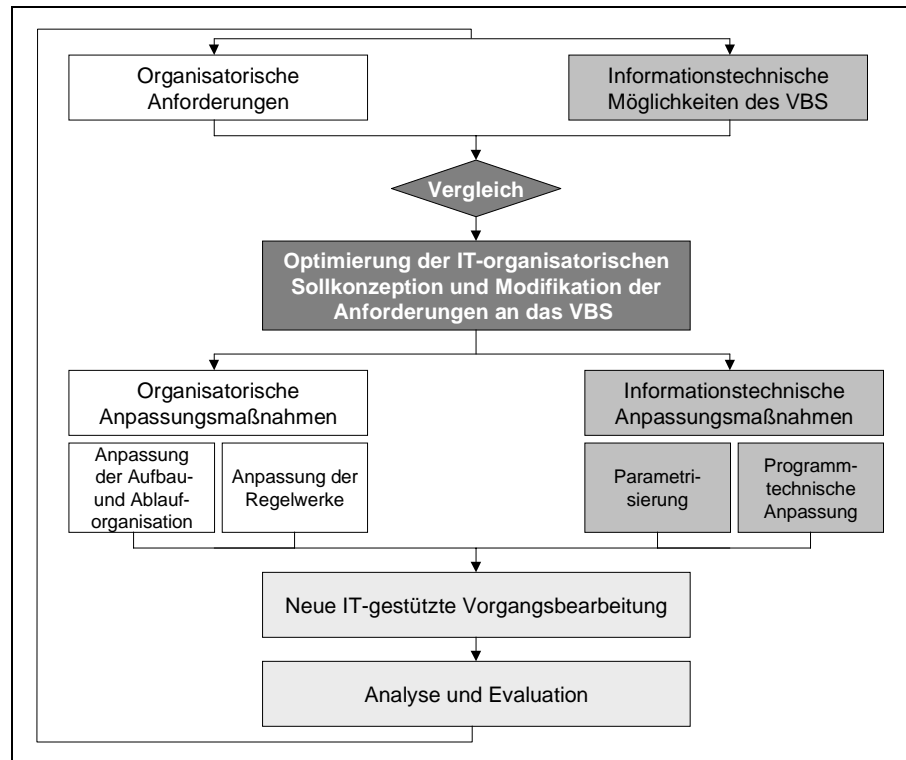 Organisatorische
Anforderungen
Informationstechnische
Möglichkeiten des VBS
Vergleich
Optimierung der IT-organisatorischen
Sollkonzeption und Modifikation der
Anforderungen an das VBS
Organisatorische
Anpassungsmaßnahmen
Informationstechnische
Anpassungsmaßnahmen
Anpassung
der Aufbau-
und Ablauf-
organisation
Anpassung der
Regelwerke
Parametri-
sierung
Programm-
technische
Anpassung
Neue IT-gestützte Vorgangsbearbeitung
Analyse und Evaluation